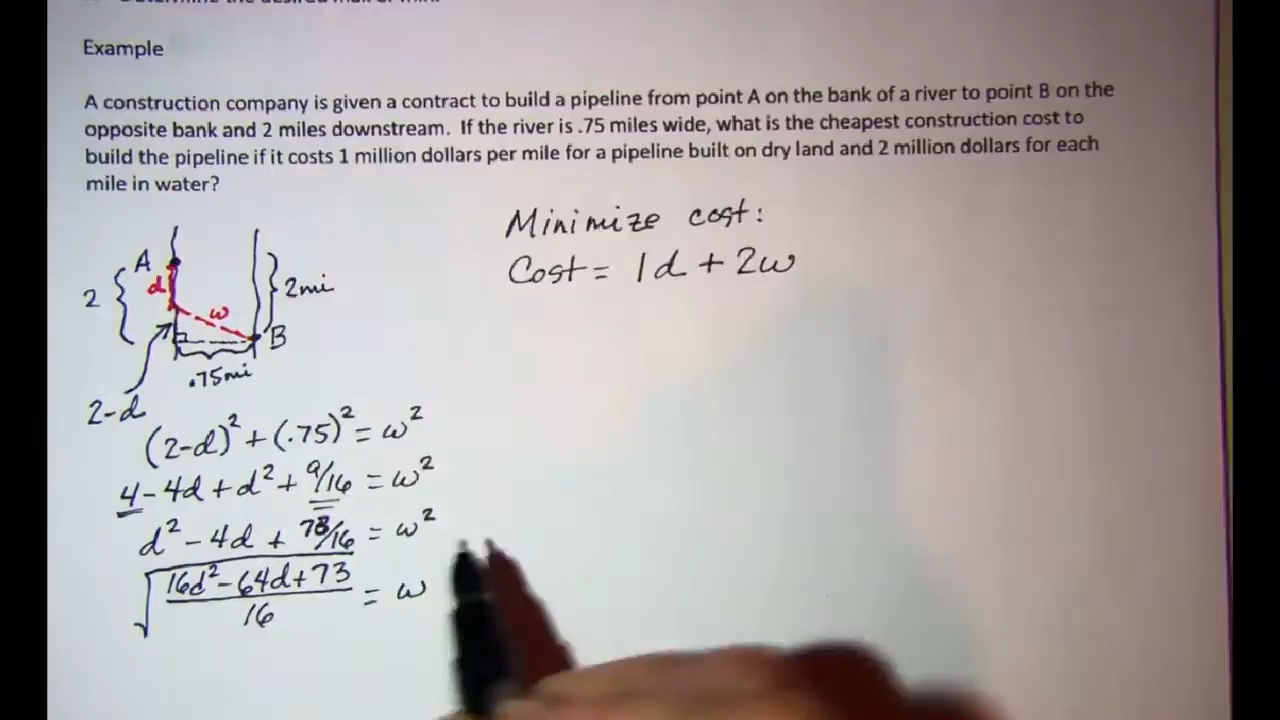 Example
A construction company is given a contract to build a pipeline from point A on the bank of a river to point B on the
opposite bank and 2 miles downstream. If the river is .75 miles wide, what is the cheapest construction cost to
build the pipeline if it costs 1 million dollars per mile for a pipeline built on dry land and 2 million dollars for each
mile in water?
Minimize cost:
Cost = 1d + 2w
A
2
d
w
2mi
B
.75mi
2-d
(2-d)² + (.75)² = w²
4 - 4d + d² + 9/16 = w²
d² - 4d + 73/16 = w²
√(16d² - 64d + 73)/16 = w